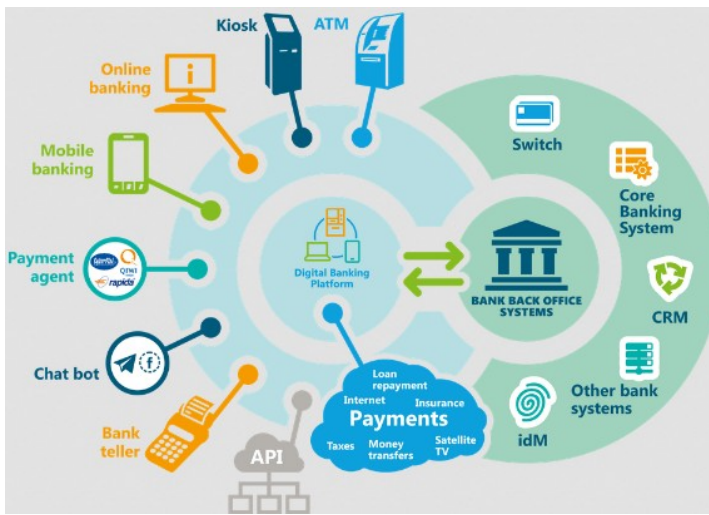 Kiosk
ATM
Online
banking
Mobile
banking
Payment
agent
QIWI
rapida
Chat bot
Bank
teller
API
Digital Banking
Platform
BANK BACK OFFICE
SYSTEMS
Switch
Core
Banking
System
CRM
Other bank
systems
idM
Loan
repayment
Internet
Insurance
Payments
Taxes
Money
transfers
Satellite
TV